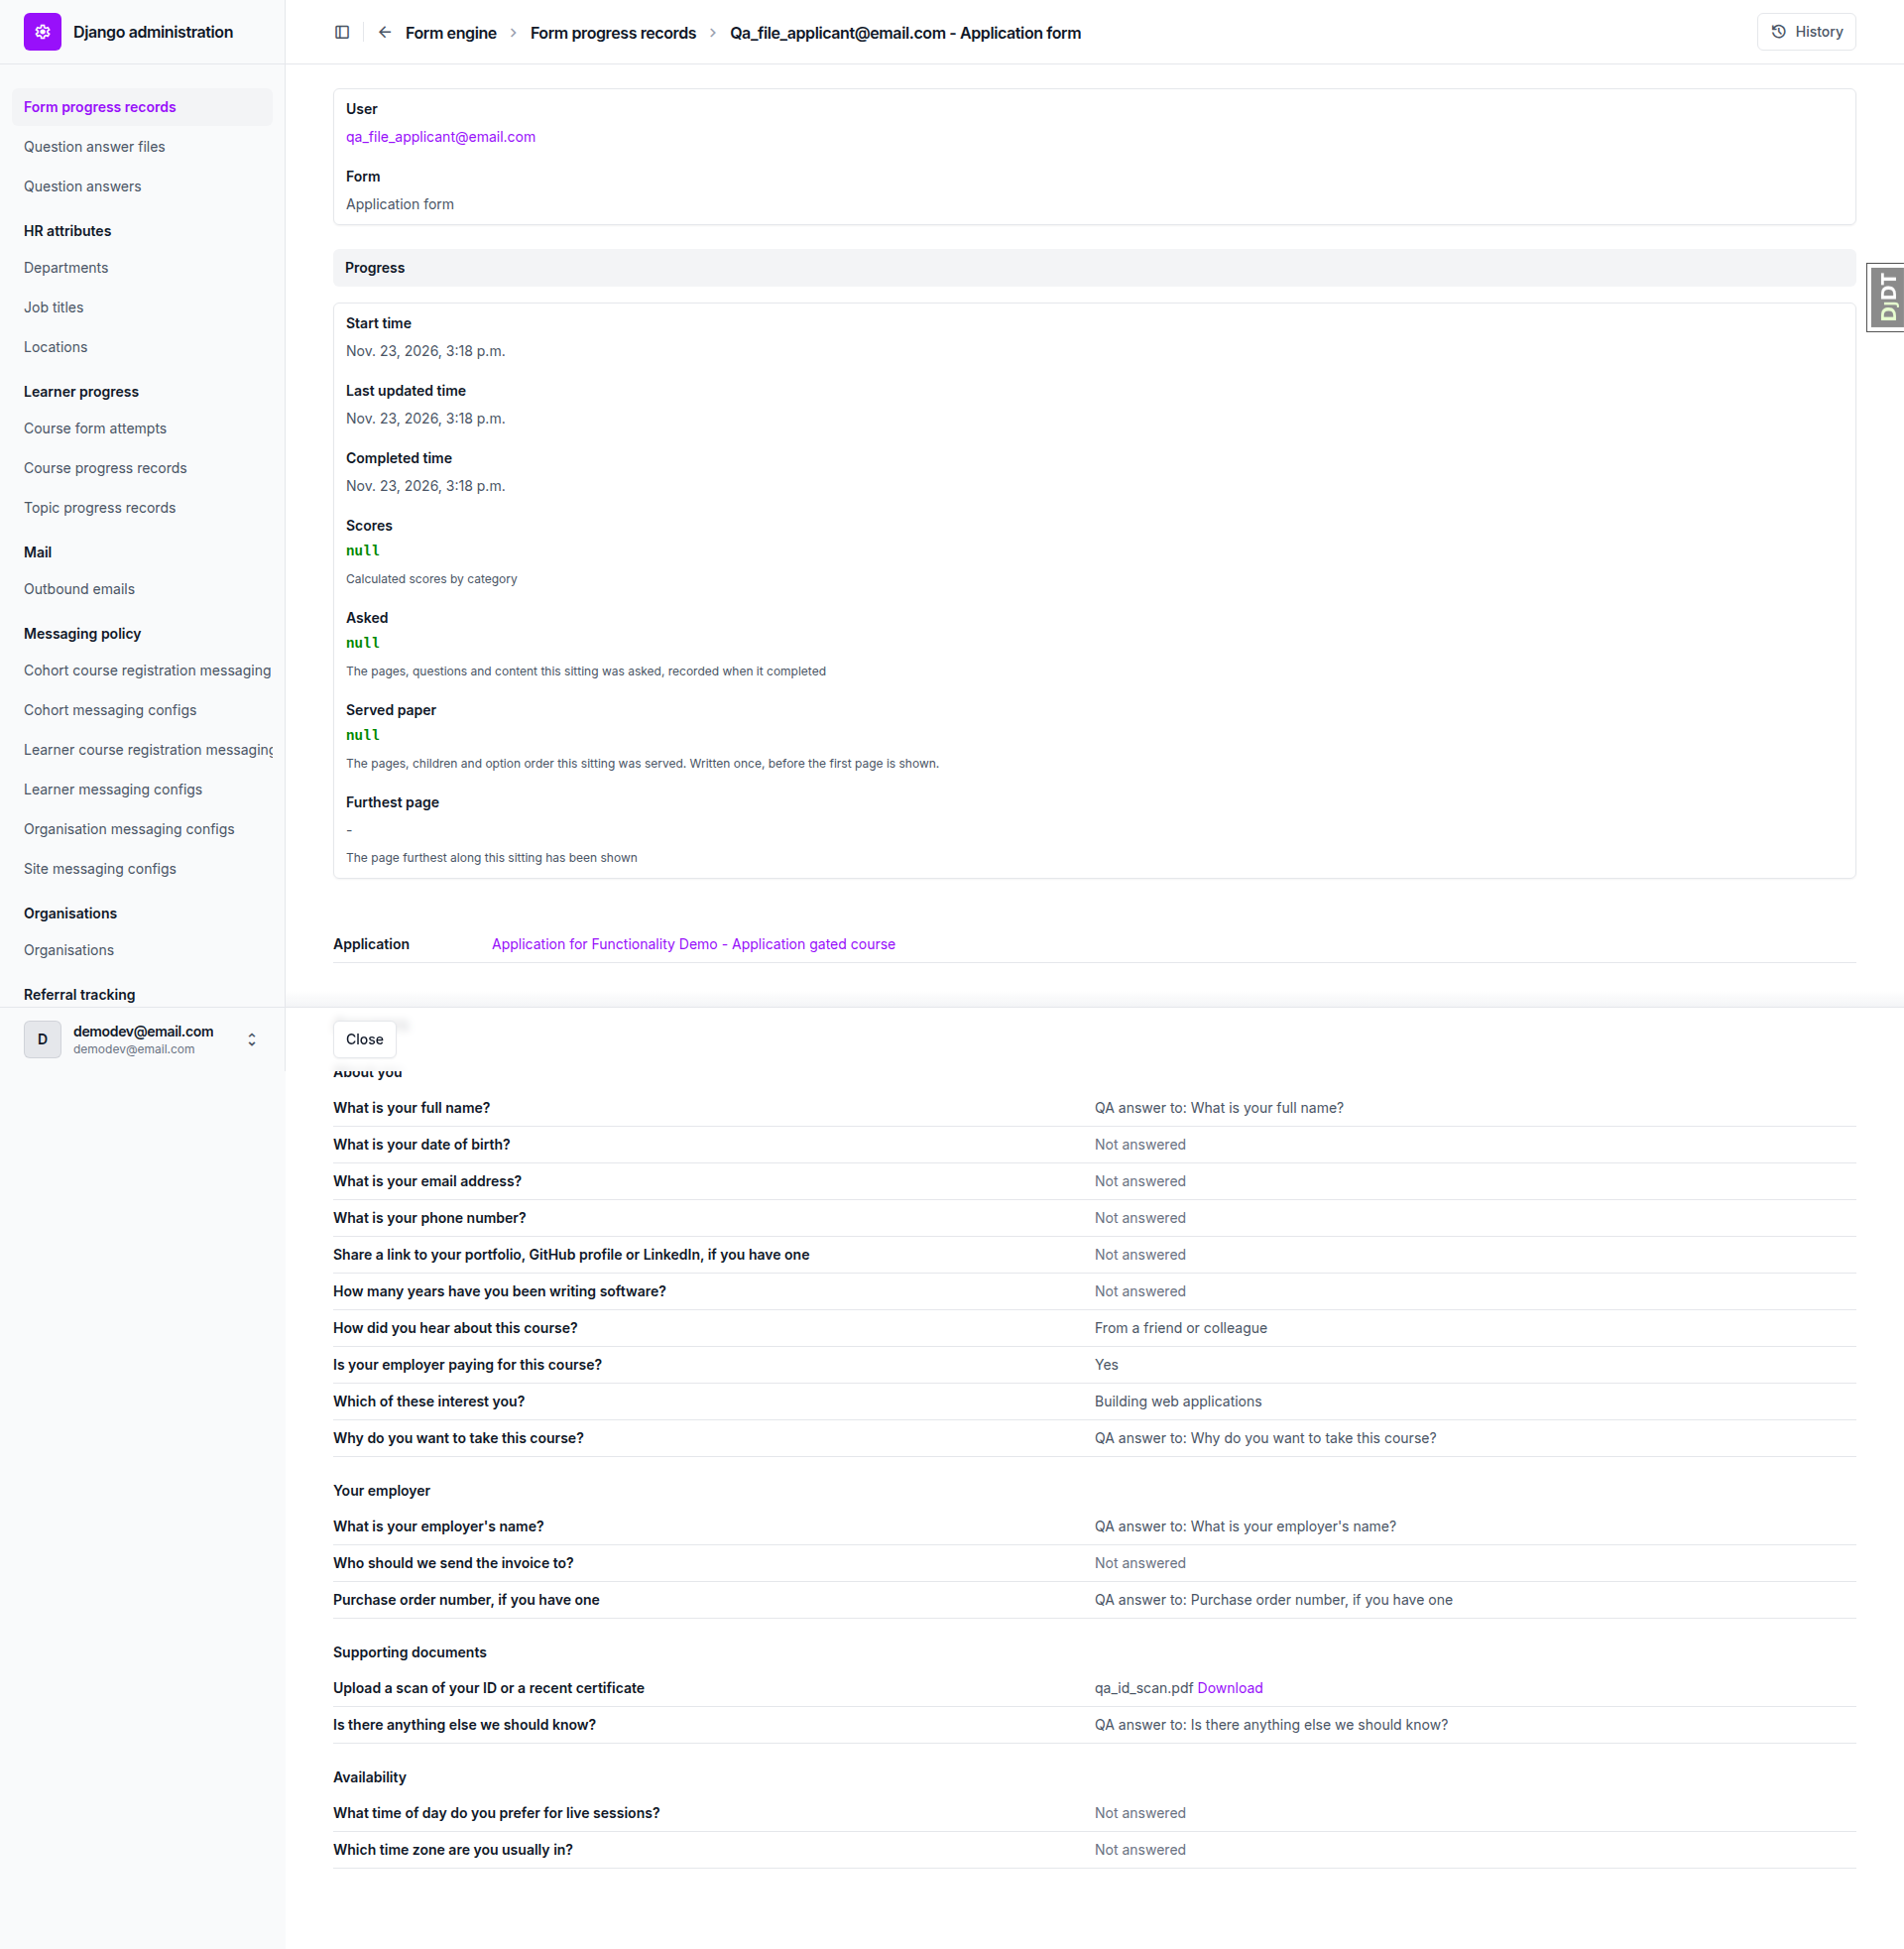 Django administration
Form progress records
Question answer files
Question answers
HR attributes
Departments
Job titles
Locations
Learner progress
Course form attempts
Course progress records
Topic progress records
Mail
Outbound emails
Messaging policy
Cohort course registration messaging
Cohort messaging configs
Learner course registration messaging
Learner messaging configs
Organisation messaging configs
Site messaging configs
Organisations
Organisations
Referral tracking
D
demodev@email.com
demodev@email.com
Form engine > Form progress records > Qa_file_applicant@email.com - Application form
History
User
qa_file_applicant@email.com
Form
Application form
Progress
Start time
Nov. 23, 2026, 3:18 p.m.
Last updated time
Nov. 23, 2026, 3:18 p.m.
Completed time
Nov. 23, 2026, 3:18 p.m.
Scores
null
Calculated scores by category
Asked
null
The pages, questions and content this sitting was asked, recorded when it completed
Served paper
null
The pages, children and option order this sitting was served. Written once, before the first page is shown.
Furthest page
-
The page furthest along this sitting has been shown
DJDT
Application Application for Functionality Demo - Application gated course
Close
About you
What is your full name? QA answer to: What is your full name?
What is your date of birth? Not answered
What is your email address? Not answered
What is your phone number? Not answered
Share a link to your portfolio, GitHub profile or LinkedIn, if you have one Not answered
How many years have you been writing software? Not answered
How did you hear about this course? From a friend or colleague
Is your employer paying for this course? Yes
Which of these interest you? Building web applications
Why do you want to take this course? QA answer to: Why do you want to take this course?
Your employer
What is your employer's name? QA answer to: What is your employer's name?
Who should we send the invoice to? Not answered
Purchase order number, if you have one QA answer to: Purchase order number, if you have one
Supporting documents
Upload a scan of your ID or a recent certificate qa_id_scan.pdf Download
Is there anything else we should know? QA answer to: Is there anything else we should know?
Availability
What time of day do you prefer for live sessions? Not answered
Which time zone are you usually in? Not answered